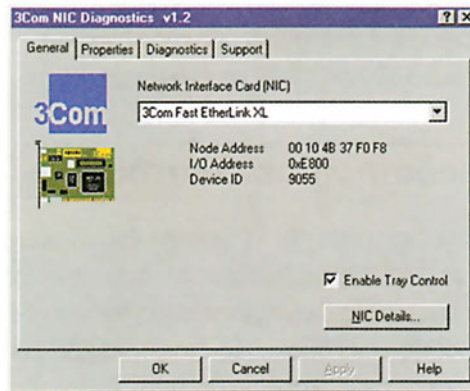 3Com NIC Diagnostics v1.2
General Properties Diagnostics Support
3Com
Network Interface Card (NIC)
3Com Fast EtherLink XL
Node Address 00 10 4B 37 F0 F8
I/O Address 0xE800
Device ID 9055
Enable Tray Control
NIC Details...
OK Cancel Apply Help